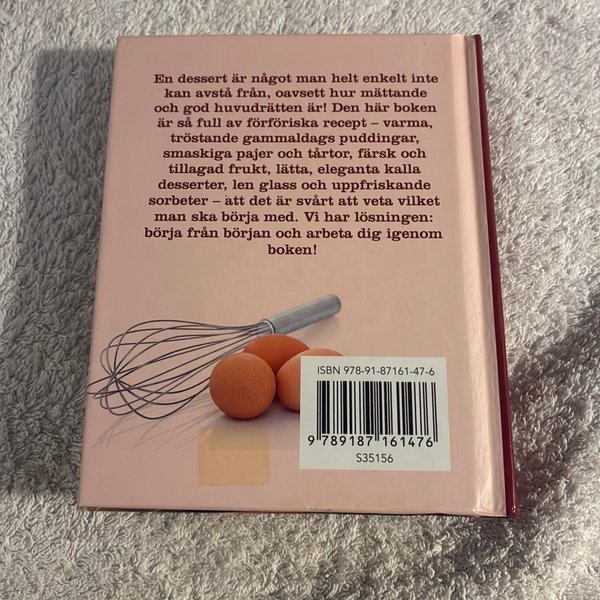 En dessert är något man helt enkelt inte
kan avstå från, oavsett hur mättande
och god huvudrätten är! Den här boken
är så full av förföriska recept – varma,
tröstande gammaldags puddingar,
smaskiga pajer och tårtor, färsk och
tillagad frukt, lätta, eleganta kalla
desserter, len glass och uppfriskande
sorbeter – att det är svårt att veta vilket
man ska börja med. Vi har lösningen:
börja från början och arbeta dig igenom
boken!
ISBN 978-91-87161-47-6
9 789187 161476
S35156